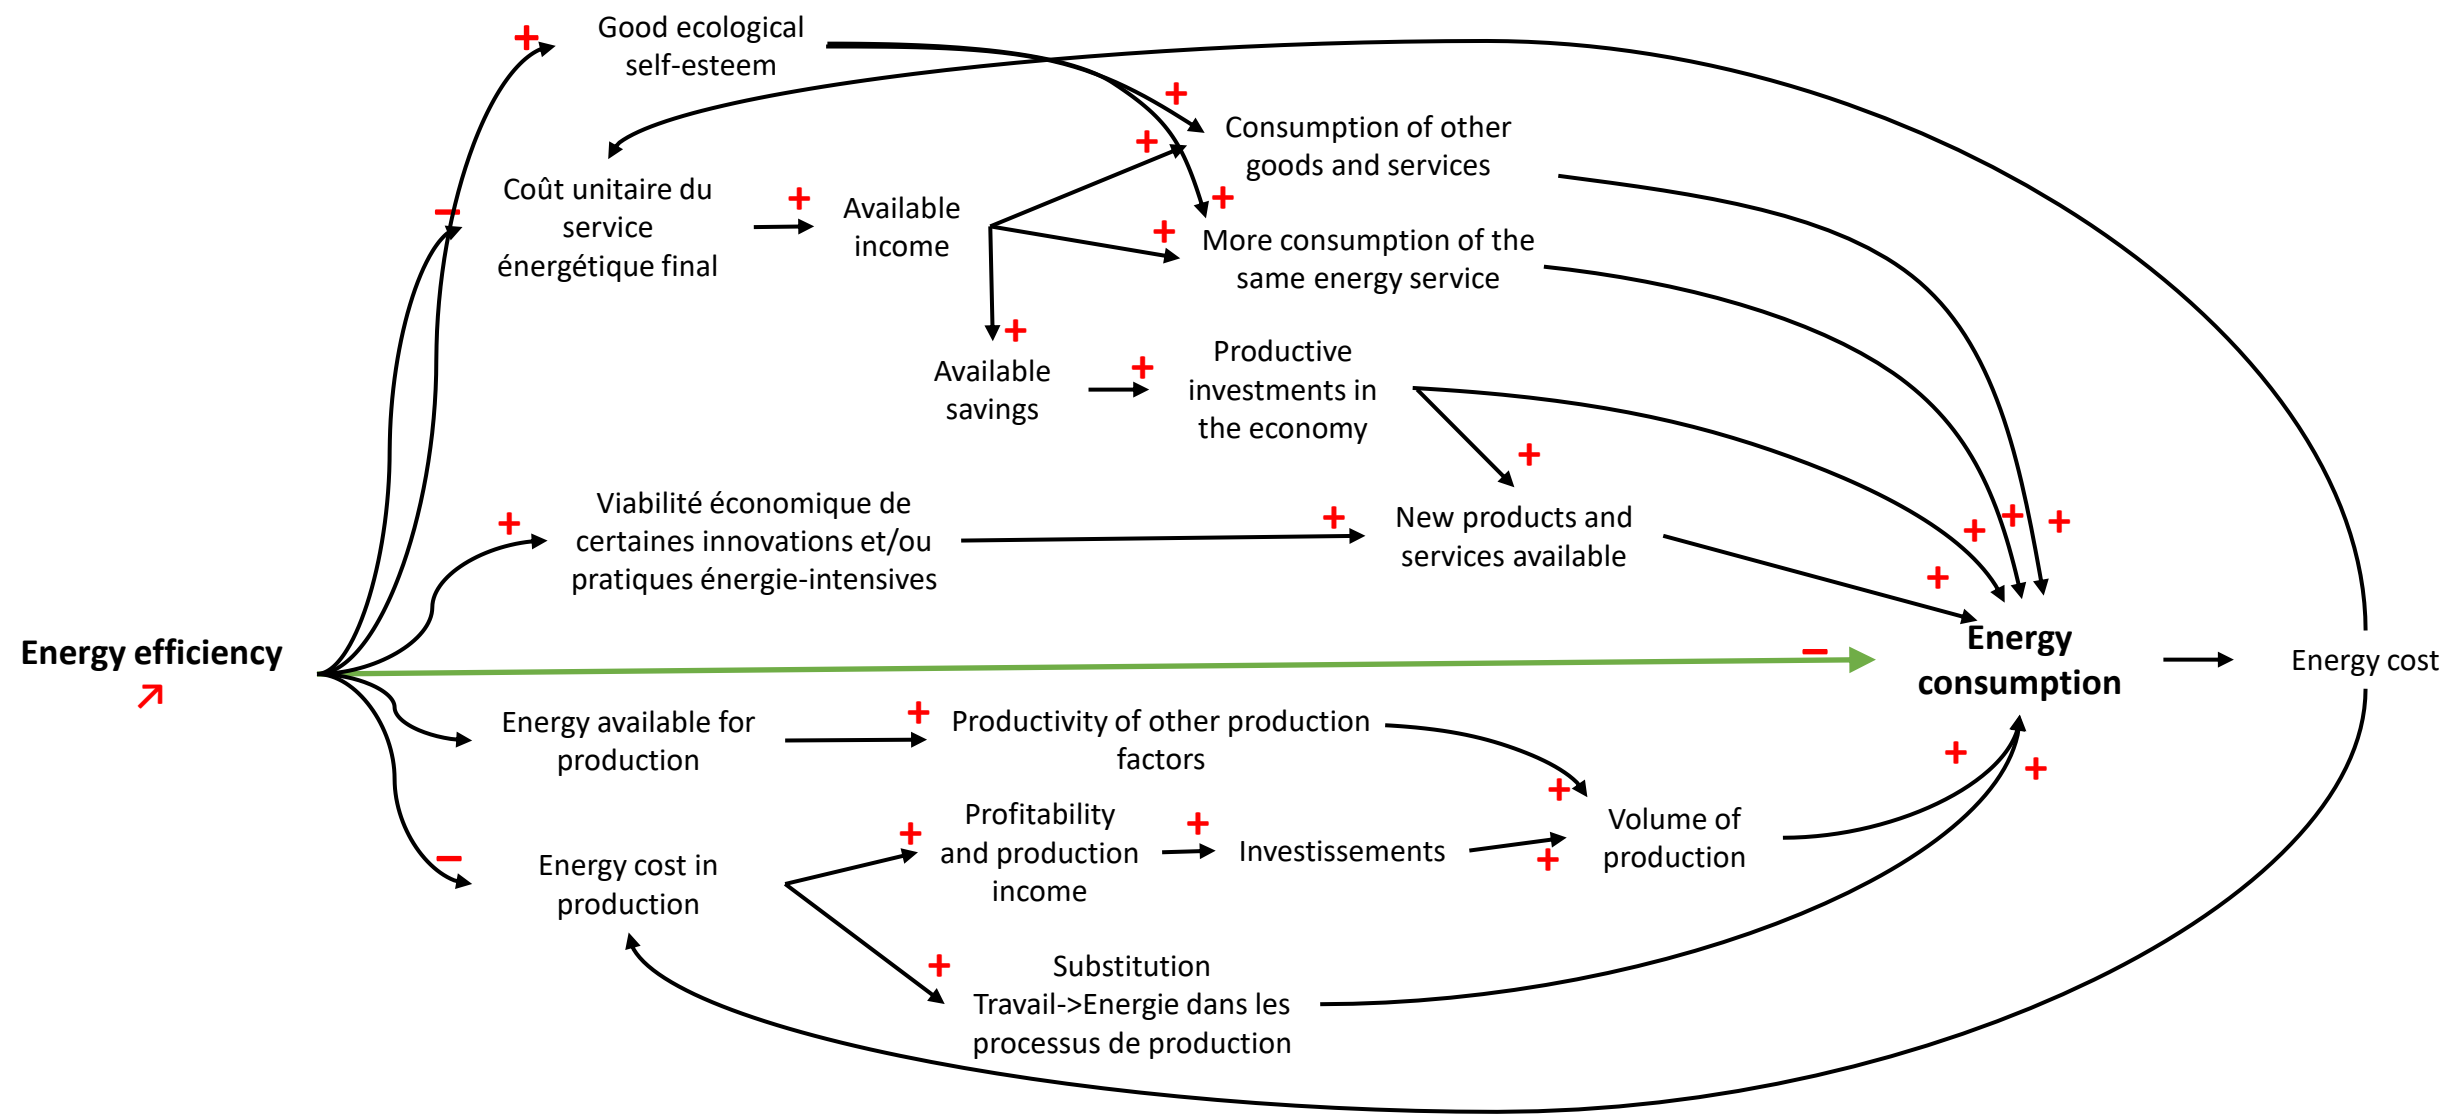 Good ecological
self-esteem
Consumption of other
goods and services
Coût unitaire du
service
énergétique final
Available
income
More consumption of the
same energy service
Available
savings
Productive
investments in
the economy
Viabilité économique de
certaines innovations et/ou
pratiques énergie-intensives
New products and
services available
Energy efficiency
Energy
consumption
Energy cost
Energy available for
production
Productivity of other production
factors
Profitability
and production
income
Investissements
Volume of
production
Energy cost in
production
Substitution
Travail->Energie dans les
processus de production